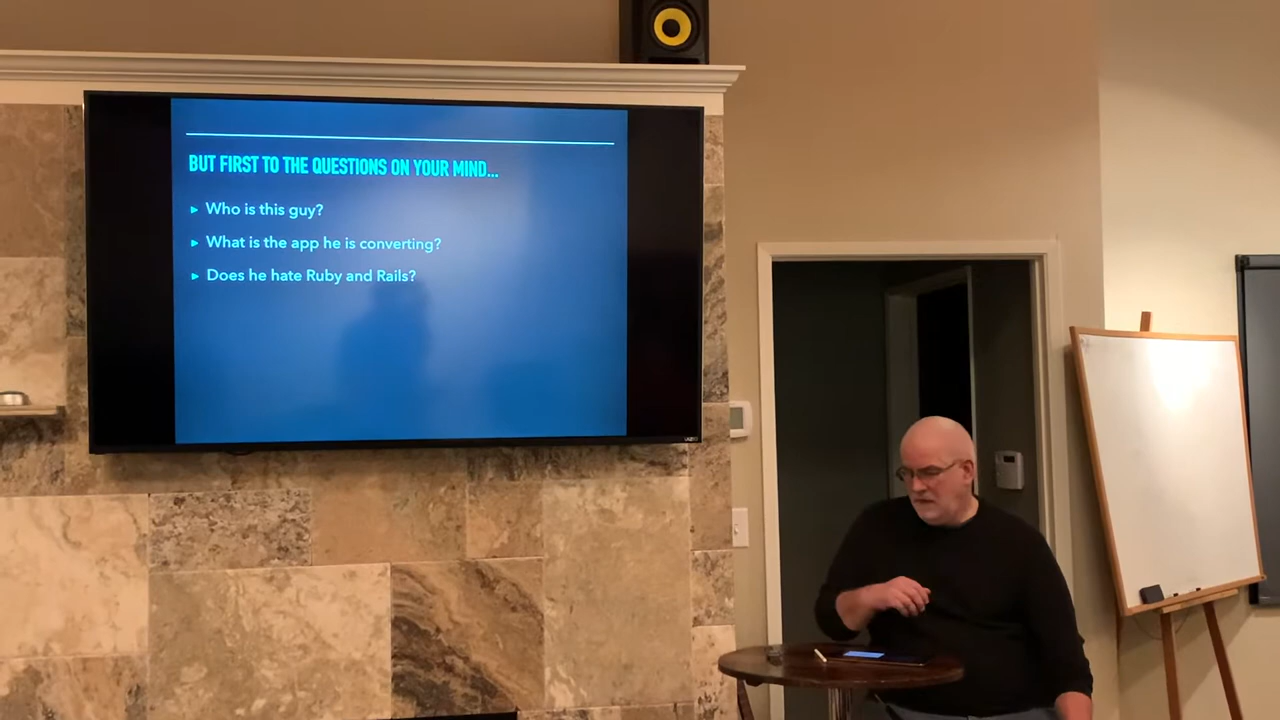 BUT FIRST TO THE QUESTIONS ON YOUR MIND...
▸ Who is this guy?
▸ What is the app he is converting?
▸ Does he hate Ruby and Rails?
VIZIO